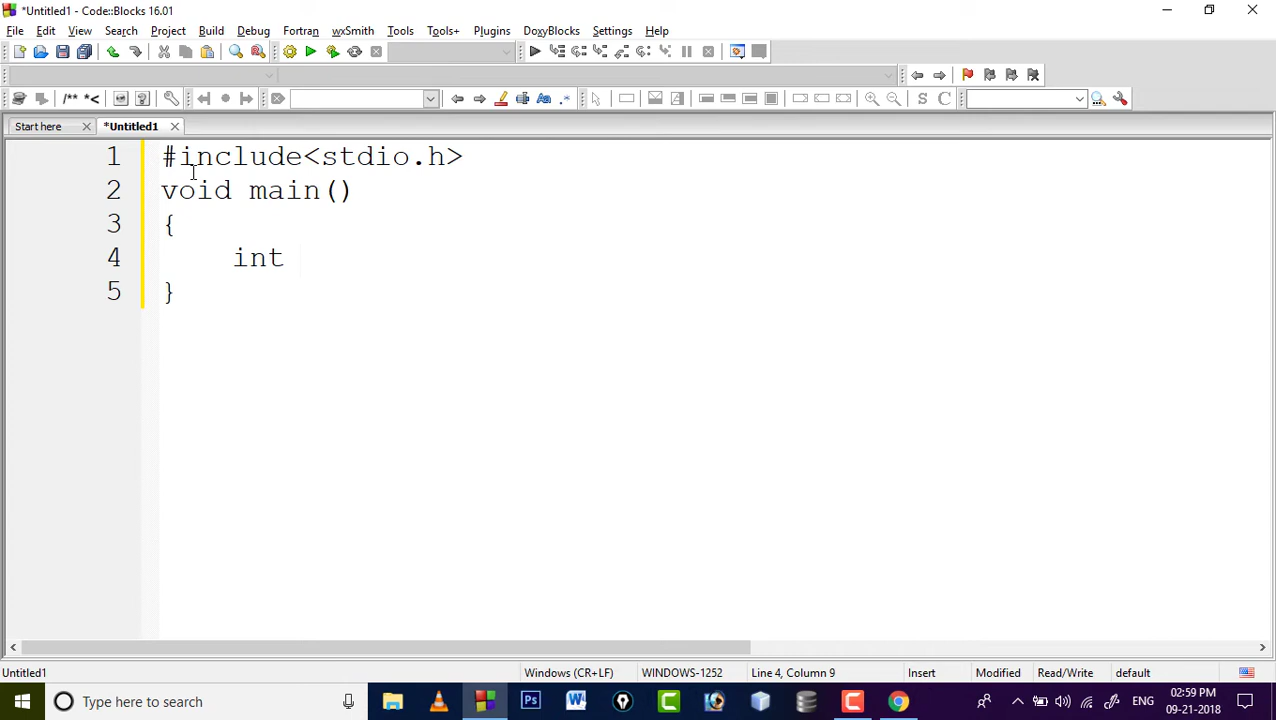 *Untitled1 - Code::Blocks 16.01
File Edit View Search Project Build Debug Fortran wxSmith Tools Tools+ Plugins DoxyBlocks Settings Help
/** *< .* S C
Start here *Untitled1
1 #include<stdio.h>
2 void main()
3 {
4 int
5 }
Untitled1 Windows (CR+LF) WINDOWS-1252 Line 4, Column 9 Insert Modified Read/Write default
Type here to search ENG 02:59 PM
09-21-2018